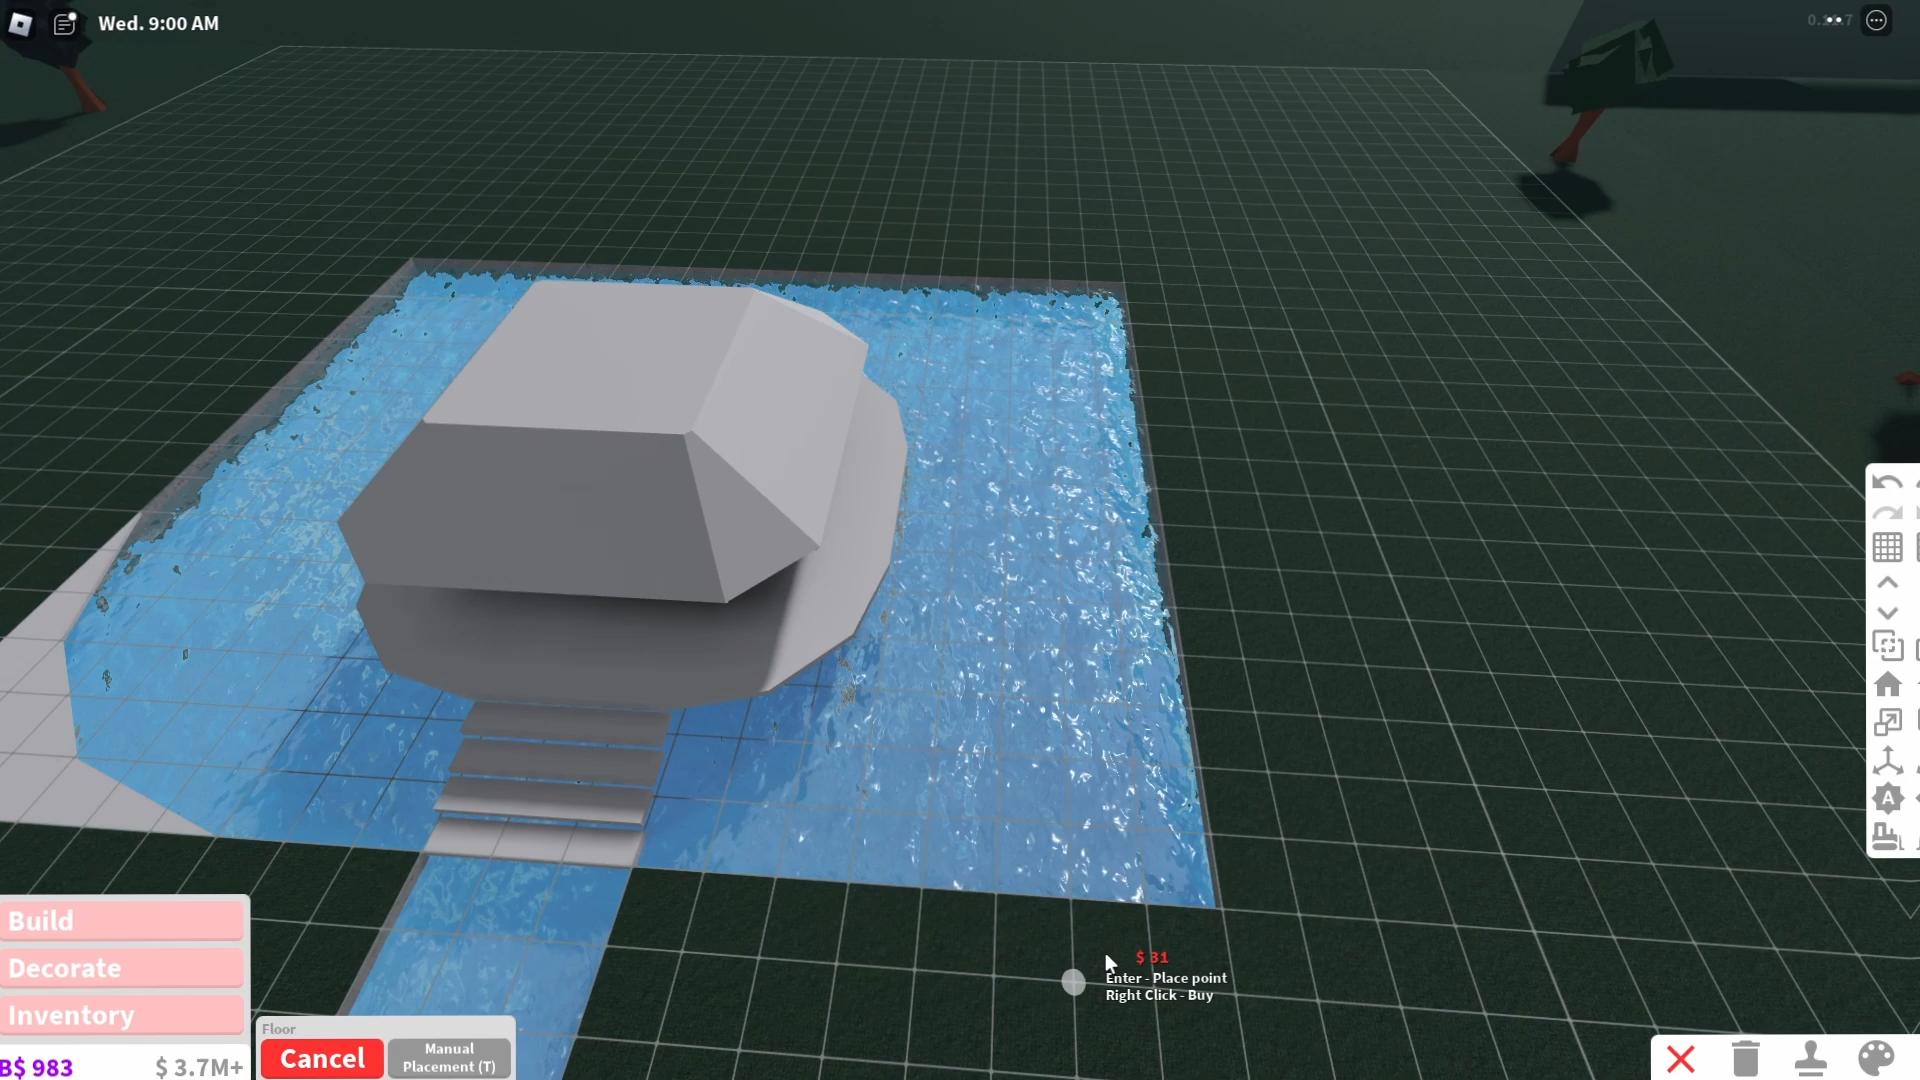 Wed. 9:00 AM
$ 31
Enter - Place point
Right Click - Buy
Build
Decorate
Inventory
B$ 983
$ 3.7M+
Floor
Cancel
Manual
Placement (T)
A